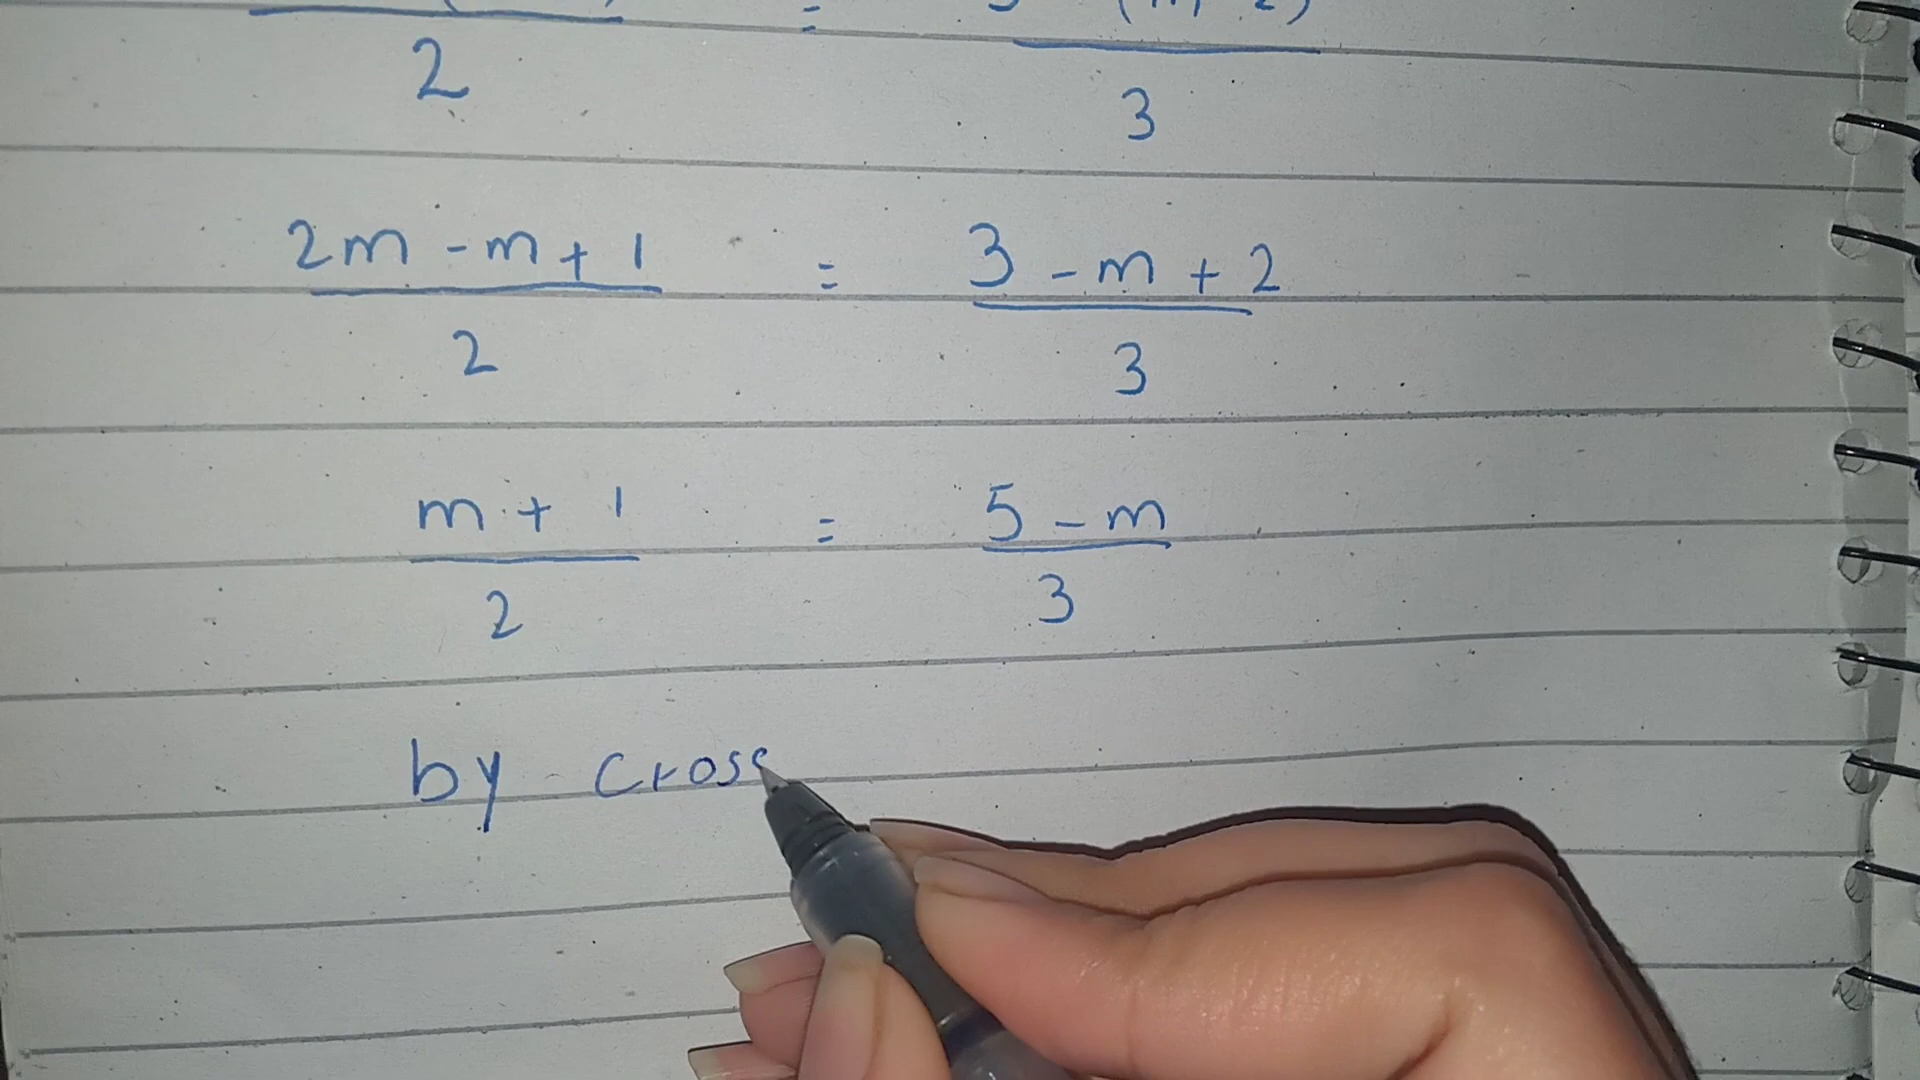 2 = 3
2m - m + 1 = 3 - m + 2
2 3
m + 1 = 5 - m
2 3
by cross